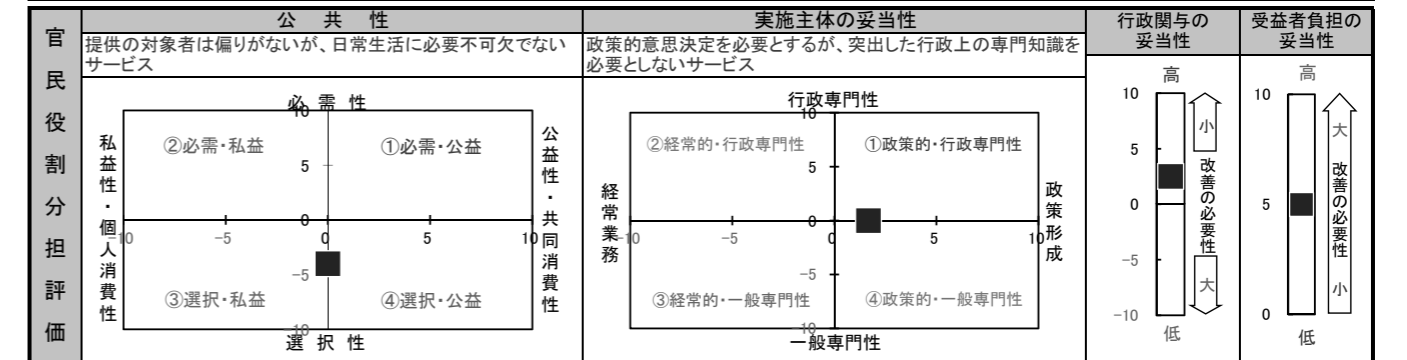 官民役割分担評価
公共性
提供の対象者は偏りがないが、日常生活に必要不可欠でない
サービス
必需性
10
②必需・私益
①必需・公益
5
私益性・個人消費性
公益性・共同消費性
0
-10
-5
0
5
10
-5
③選択・私益
④選択・公益
-10
選択性
実施主体の妥当性
政策的意思決定を必要とするが、突出した行政上の専門知識を
必要としないサービス
行政専門性
10
②経常的・行政専門性
①政策的・行政専門性
5
経常業務
政策形成
0
-10
-5
0
5
10
-5
③経常的・一般専門性
④政策的・一般専門性
-10
一般専門性
行政関与の
妥当性
高
10
5
0
-5
-10
小
改善の必要性
大
低
受益者負担の
妥当性
高
10
5
0
大
改善の必要性
小
低